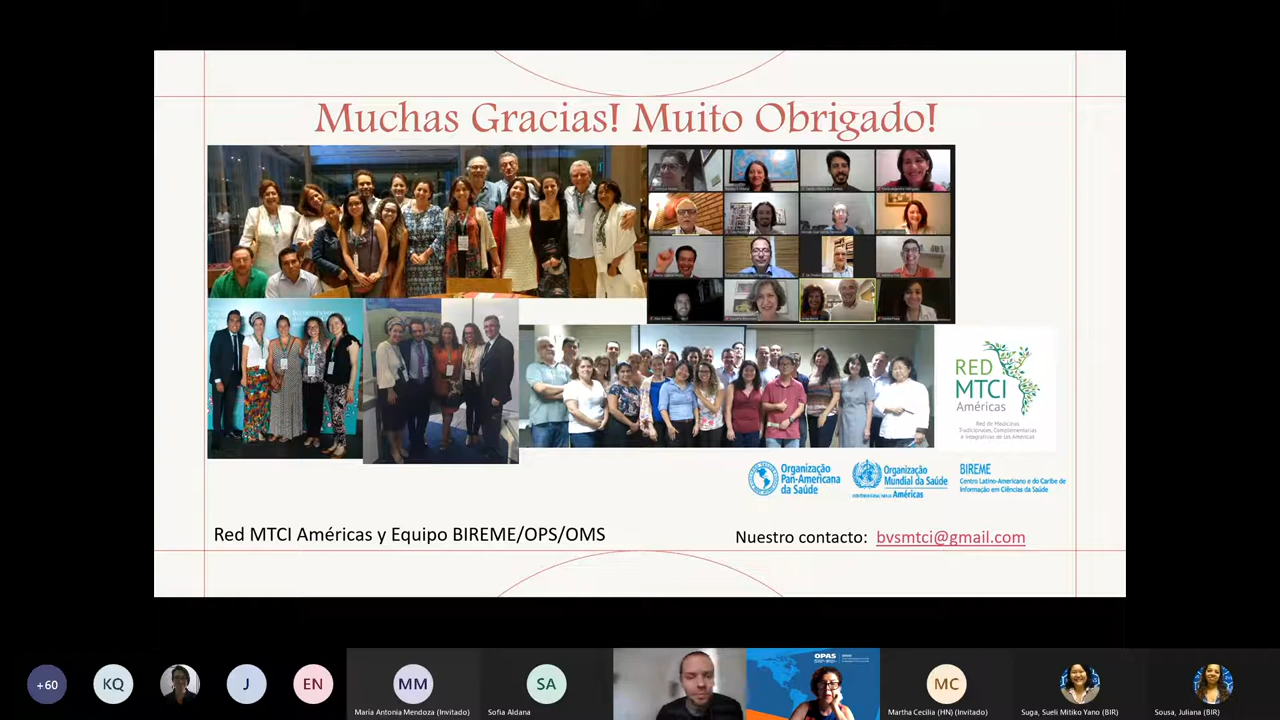 Muchas Gracias! Muito Obrigado!
RED
MTCI
Américas
Red de Medicinas
Tradicionales, Complementarias
e Integrativas de las Américas
Organização
Pan-Americana
da Saúde
Organização
Mundial da Saúde
Américas
BIREME
Centro Latino-Americano e do Caribe de
Informação em Ciências da Saúde
Red MTCI Américas y Equipo BIREME/OPS/OMS
Nuestro contacto: bvsmtci@gmail.com
OPAS
+60
KQ
J
EN
MM
SA
MC
María Antonia Mendoza (Invitado)
Sofia Aldana
Martha Cecilia (HN) (Invitado)
Suga, Sueli Mitiko Yano (BIR)
Sousa, Juliana (BIR)